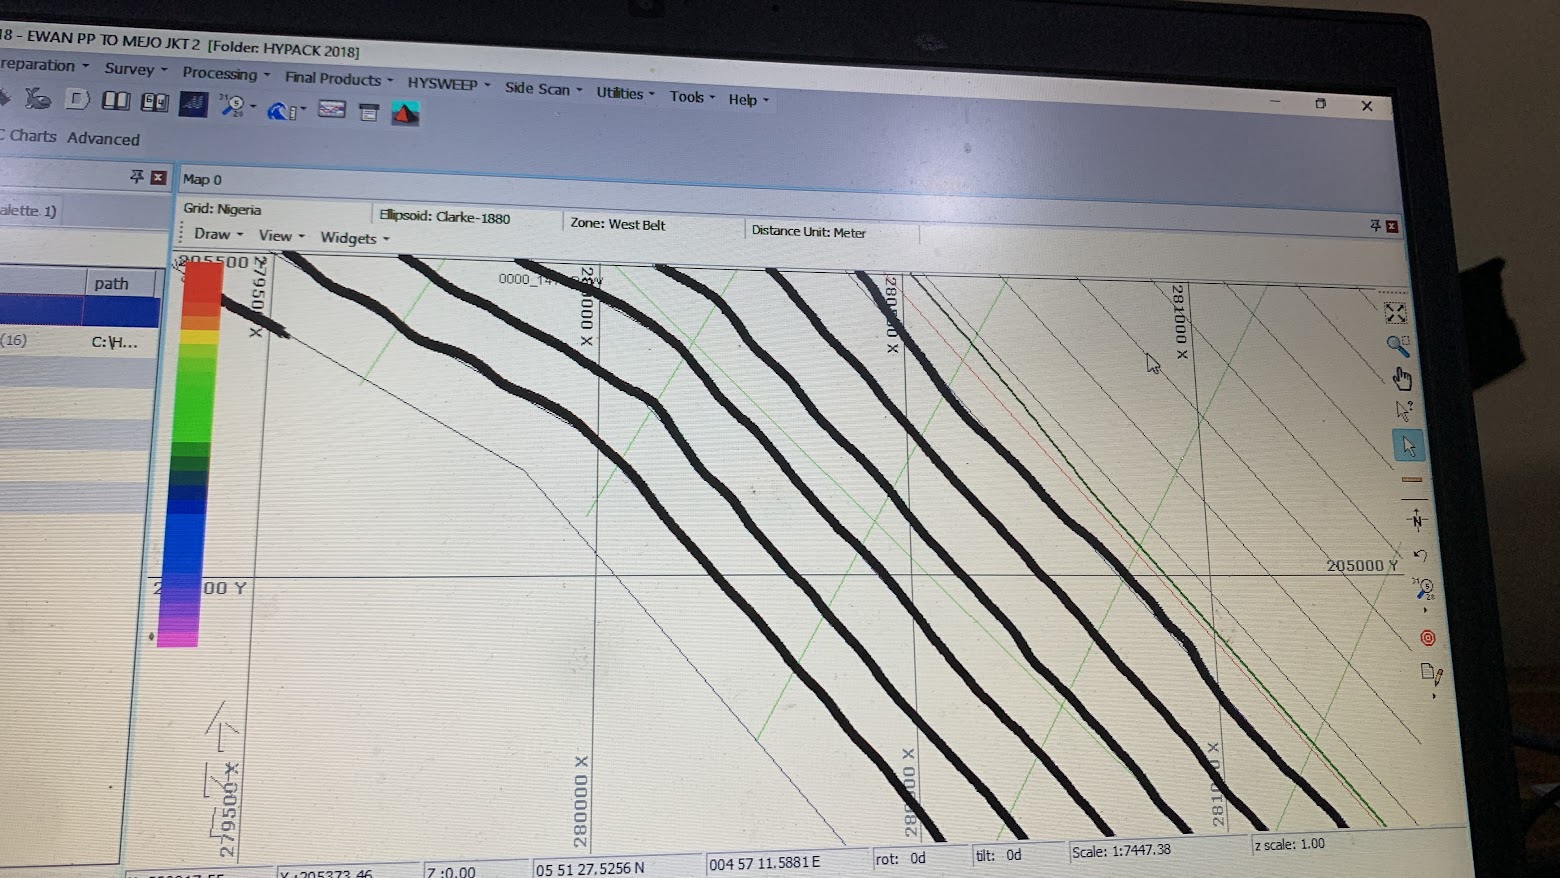 18 - EWAN PP TO MEJO JKT 2 [Folder: HYPACK 2018]
reparation Survey Processing Final Products HYSWEEP Side Scan Utilities Tools Help
C Charts Advanced
Map 0
alette 1)
Grid: Nigeria Ellipsoid: Clarke-1880 Zone: West Belt Distance Unit: Meter
Draw View Widgets
path
(16) C:\H...
205500
0000_14
281000 X
205000 Y
00 Y
279500 X
280000 X
05 51 27.5256 N 004 57 11.5881 E rot: 0d tilt: 0d Scale: 1:7447.38 z scale: 1.00
Y :205373.46 Z :0.00